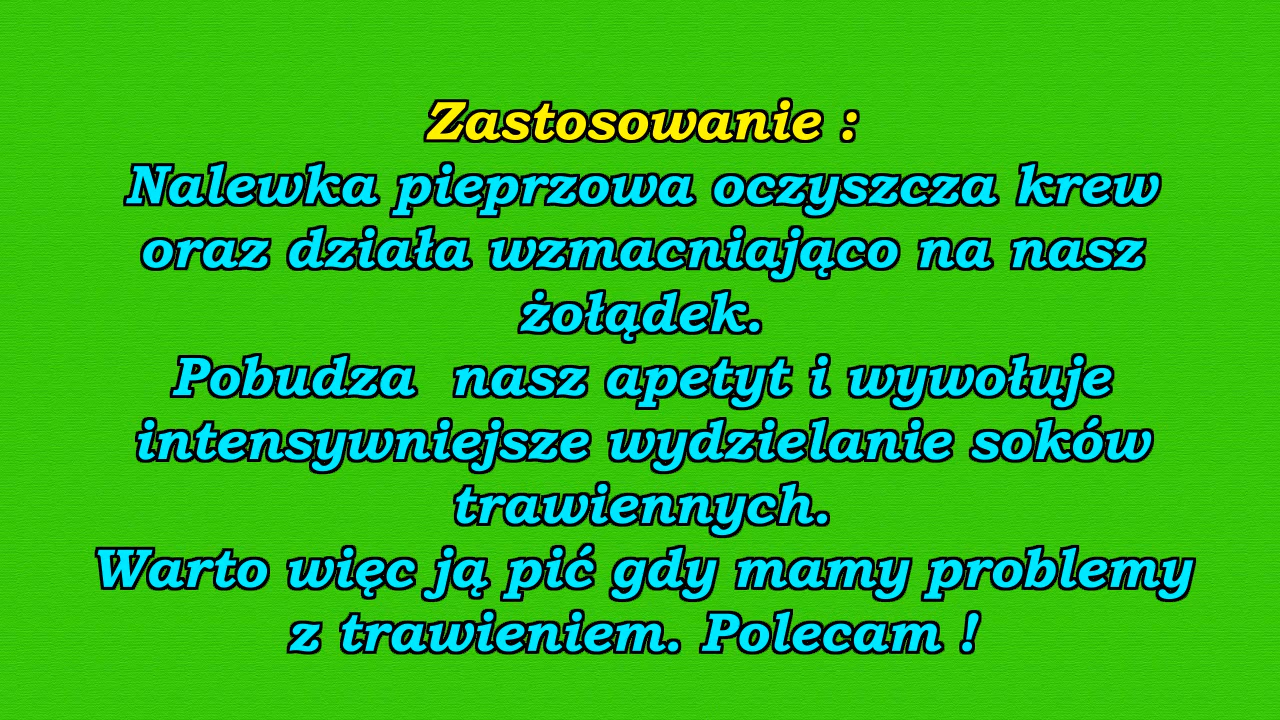 Zastosowanie :
Nalewka pieprzowa oczyszcza krew
oraz działa wzmacniająco na nasz
żołądek.
Pobudza  nasz apetyt i wywołuje
intensywniejsze wydzielanie soków
trawiennych.
Warto więc ją pić gdy mamy problemy
z trawieniem. Polecam !